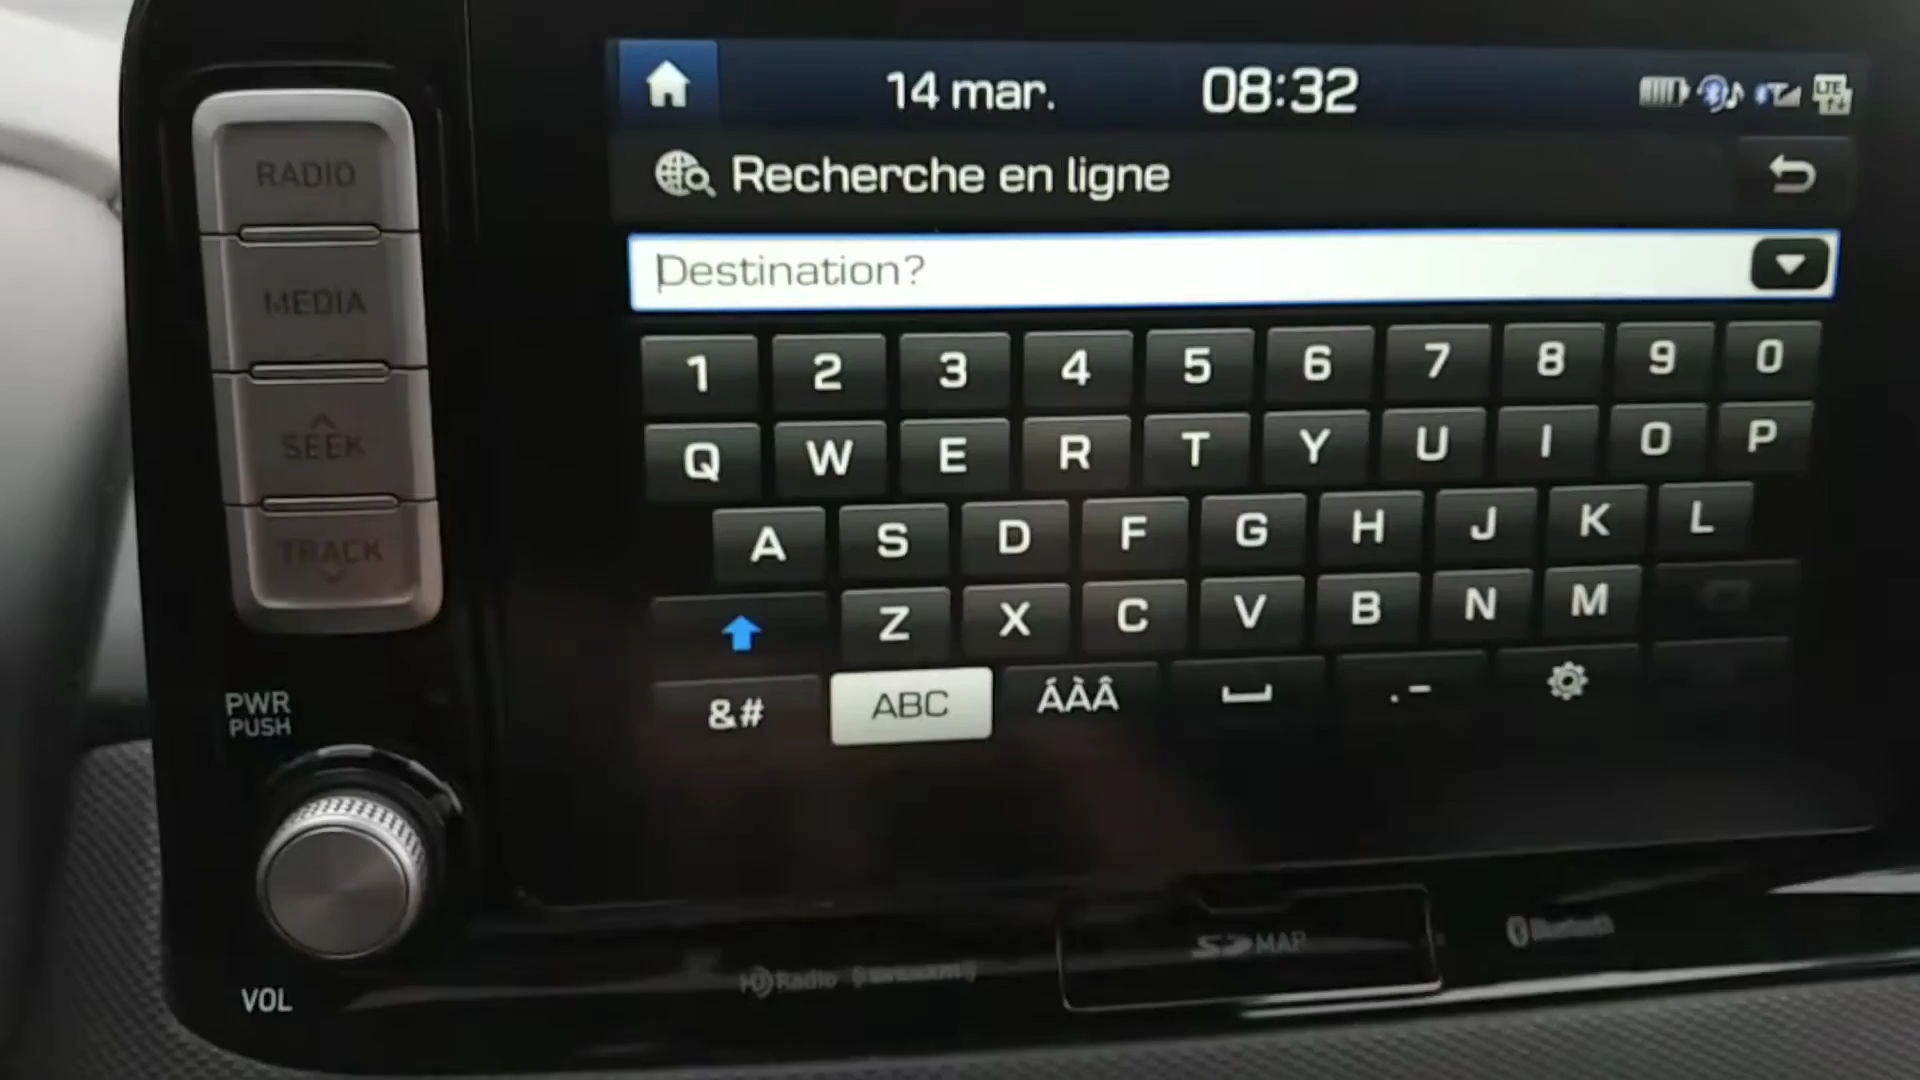 14 mar. 08:32
LTE
Recherche en ligne
Destination?
1 2 3 4 5 6 7 8 9 0
Q W E R T Y U I O P
A S D F G H J K L
Z X C V B N M
&# ABC ÁÀÂ .-
RADIO
MEDIA
SEEK
TRACK
PWR
PUSH
VOL
HD Radio (SiriusXM)
SD MAP
Bluetooth